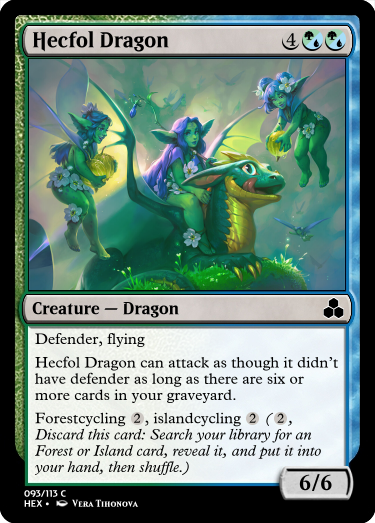 Hecfol Dragon 4
Creature — Dragon
Defender, flying
Hecfol Dragon can attack as though it didn't
have defender as long as there are six or
more cards in your graveyard.
Forestcycling 2, islandcycling 2 (2,
Discard this card: Search your library for an
Forest or Island card, reveal it, and put it into
your hand, then shuffle.)
6/6
093/113 C
HEX • Vera Tihonova